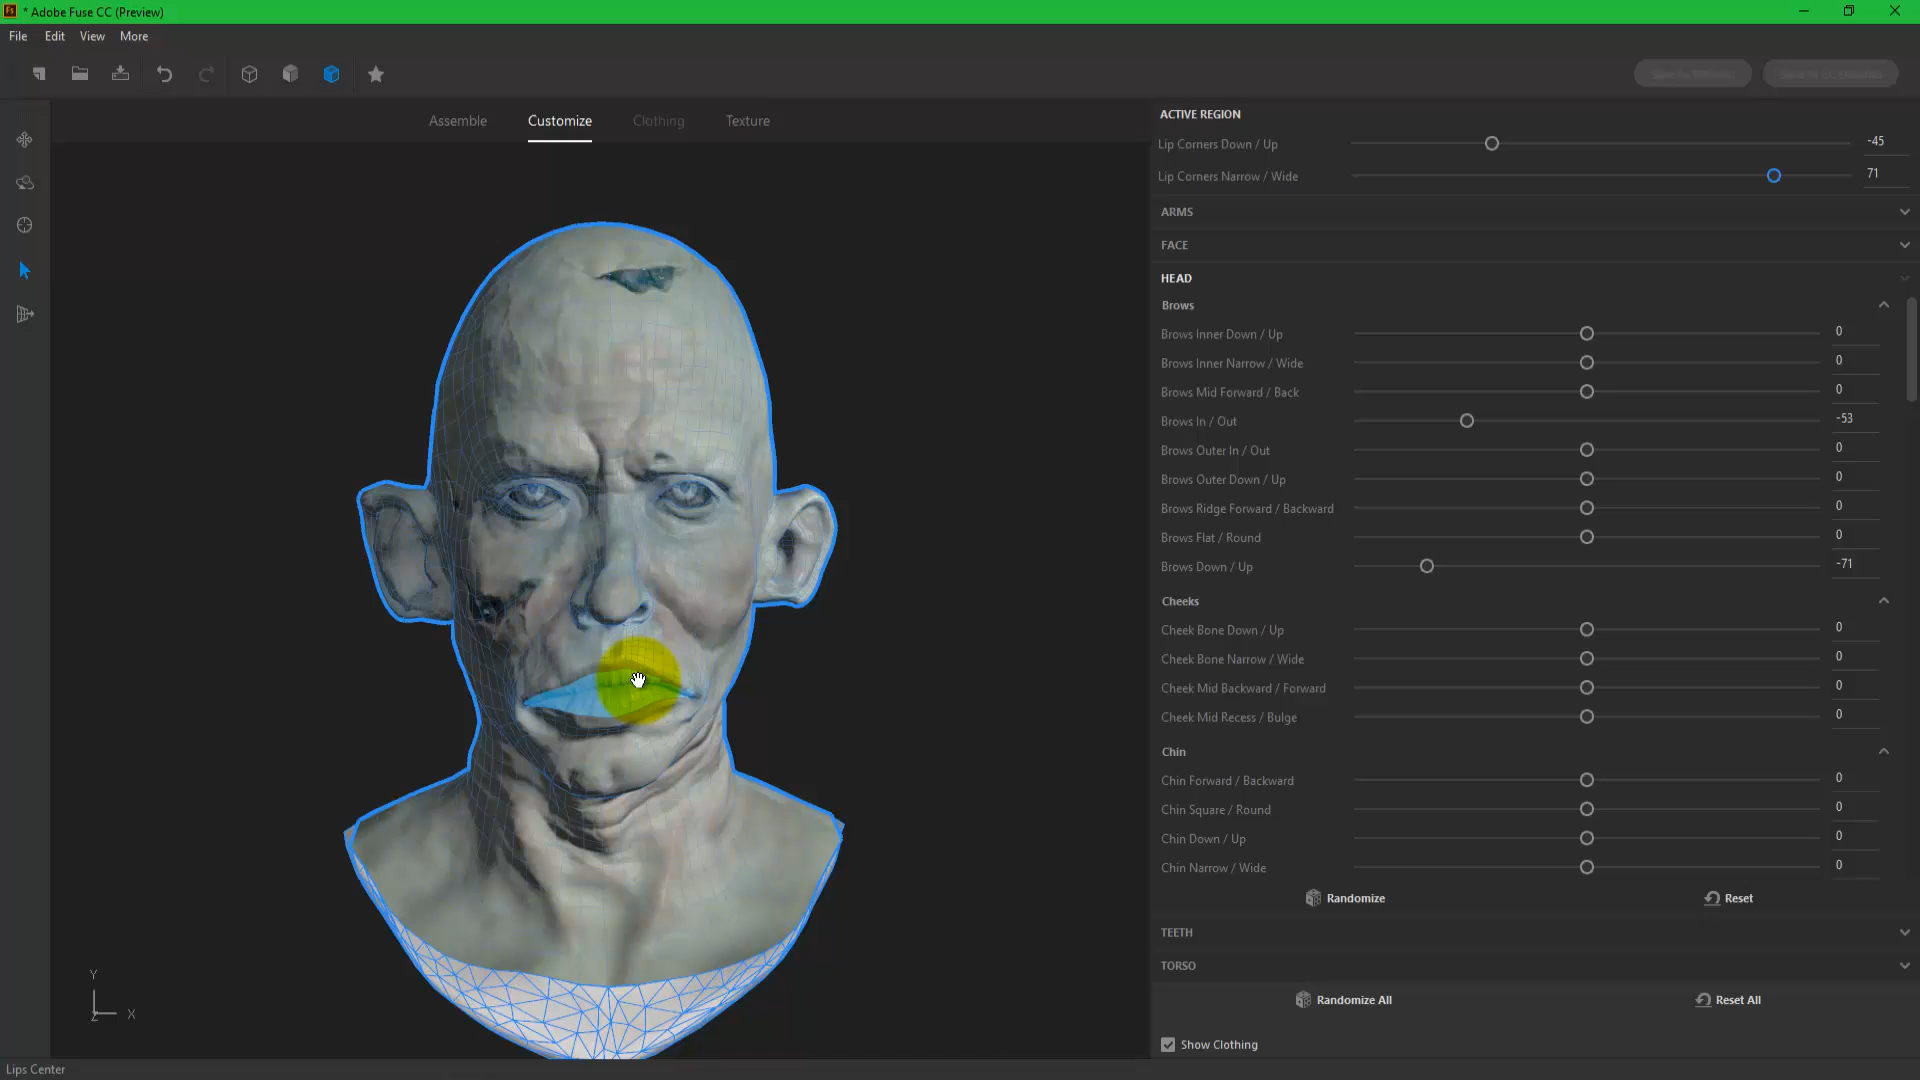 Fs * Adobe Fuse CC (Preview)
File Edit View More
Assemble Customize Clothing Texture
ACTIVE REGION
Lip Corners Down / Up -45
Lip Corners Narrow / Wide 71
ARMS
FACE
HEAD
Brows
Brows Inner Down / Up 0
Brows Inner Narrow / Wide 0
Brows Mid Forward / Back 0
Brows In / Out -53
Brows Outer In / Out 0
Brows Outer Down / Up 0
Brows Ridge Forward / Backward 0
Brows Flat / Round 0
Brows Down / Up -71
Cheeks
Cheek Bone Down / Up 0
Cheek Bone Narrow / Wide 0
Cheek Mid Backward / Forward 0
Cheek Mid Recess / Bulge 0
Chin
Chin Forward / Backward 0
Chin Square / Round 0
Chin Down / Up 0
Chin Narrow / Wide 0
Randomize Reset
TEETH
TORSO
Randomize All Reset All
Show Clothing
Y
Z X
Lips Center